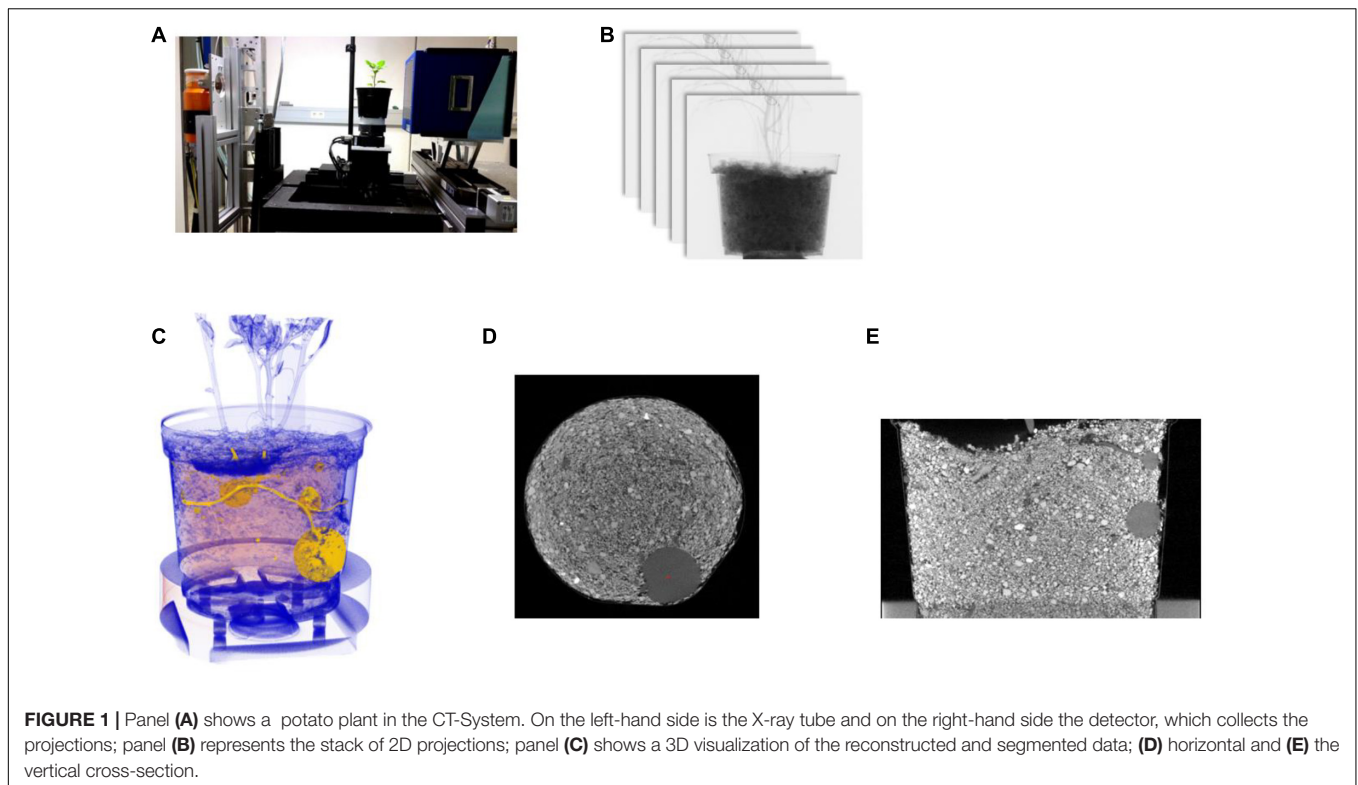 A
B
C
D
E
FIGURE 1 | Panel (A) shows a potato plant in the CT-System. On the left-hand side is the X-ray tube and on the right-hand side the detector, which collects the
projections; panel (B) represents the stack of 2D projections; panel (C) shows a 3D visualization of the reconstructed and segmented data; (D) horizontal and (E) the
vertical cross-section.